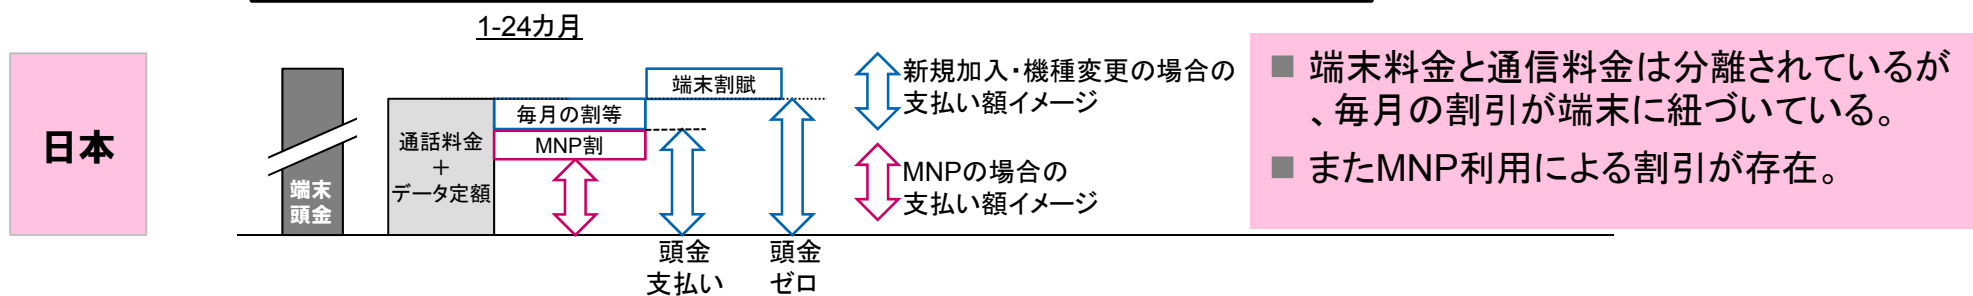 1-24カ月
日本
端末
頭金
通話料金
+
データ定額
毎月の割等
MNP割
端末割賦
頭金
支払い
頭金
ゼロ
新規加入・機種変更の場合の
支払い額イメージ
MNPの場合の
支払い額イメージ
端末料金と通信料金は分離されているが
、毎月の割引が端末に紐づいている。
またMNP利用による割引が存在。